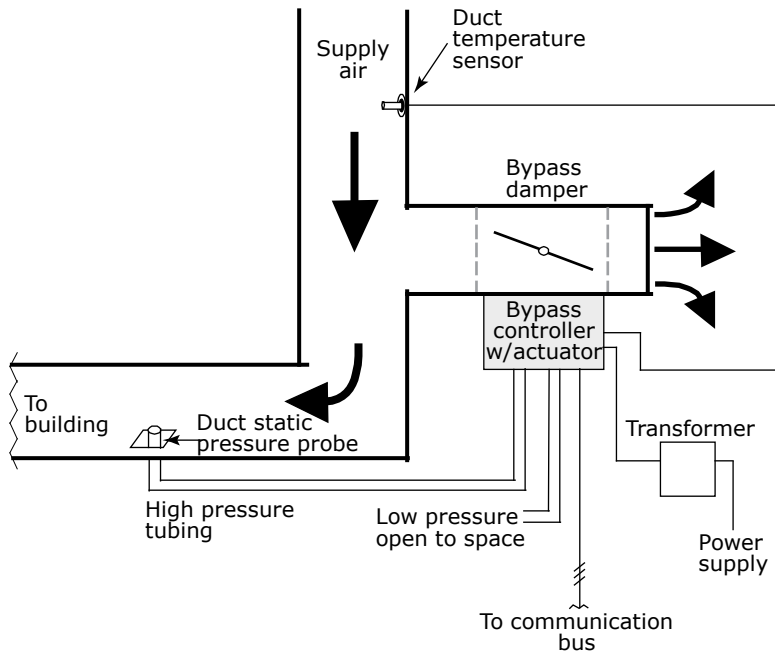 Supply
air
Duct
temperature
sensor
Bypass
damper
Bypass
controller
w/actuator
To
building
Duct static
pressure probe
Transformer
High pressure
tubing
Low pressure
open to space
Power
supply
To communication
bus